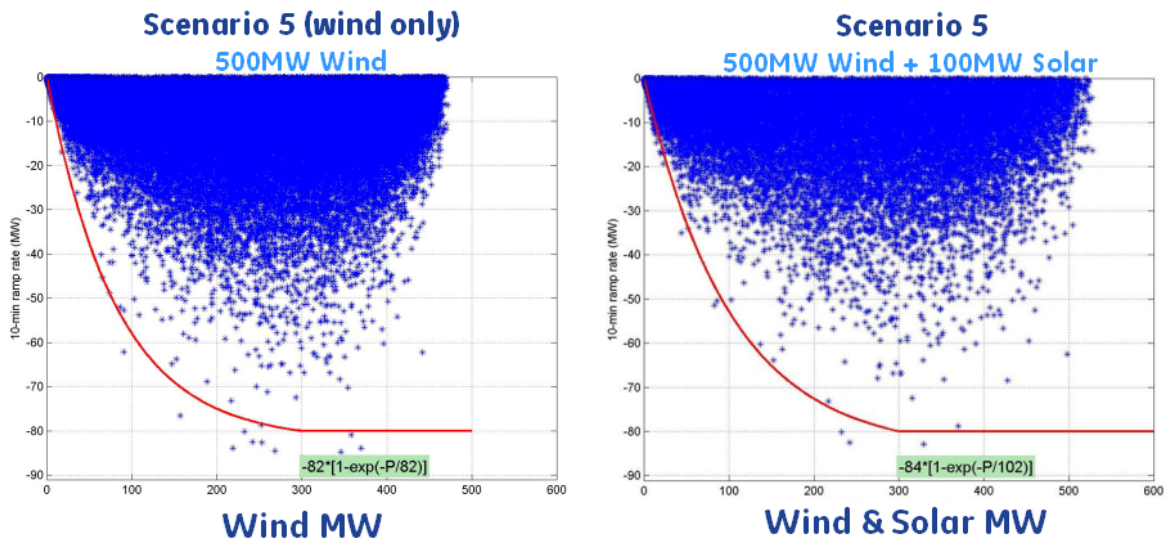 Scenario 5 (wind only)
500MW Wind
0
-10
-20
-30
-40
-50
-60
-70
-80
-90
10-min ramp rate (MW)
-82*[1-exp(-P/82)]
0 100 200 300 400 500 600
Wind MW
Scenario 5
500MW Wind + 100MW Solar
0
-10
-20
-30
-40
-50
-60
-70
-80
-90
10-min ramp rate (MW)
-84*[1-exp(-P/102)]
0 100 200 300 400 500 600
Wind & Solar MW